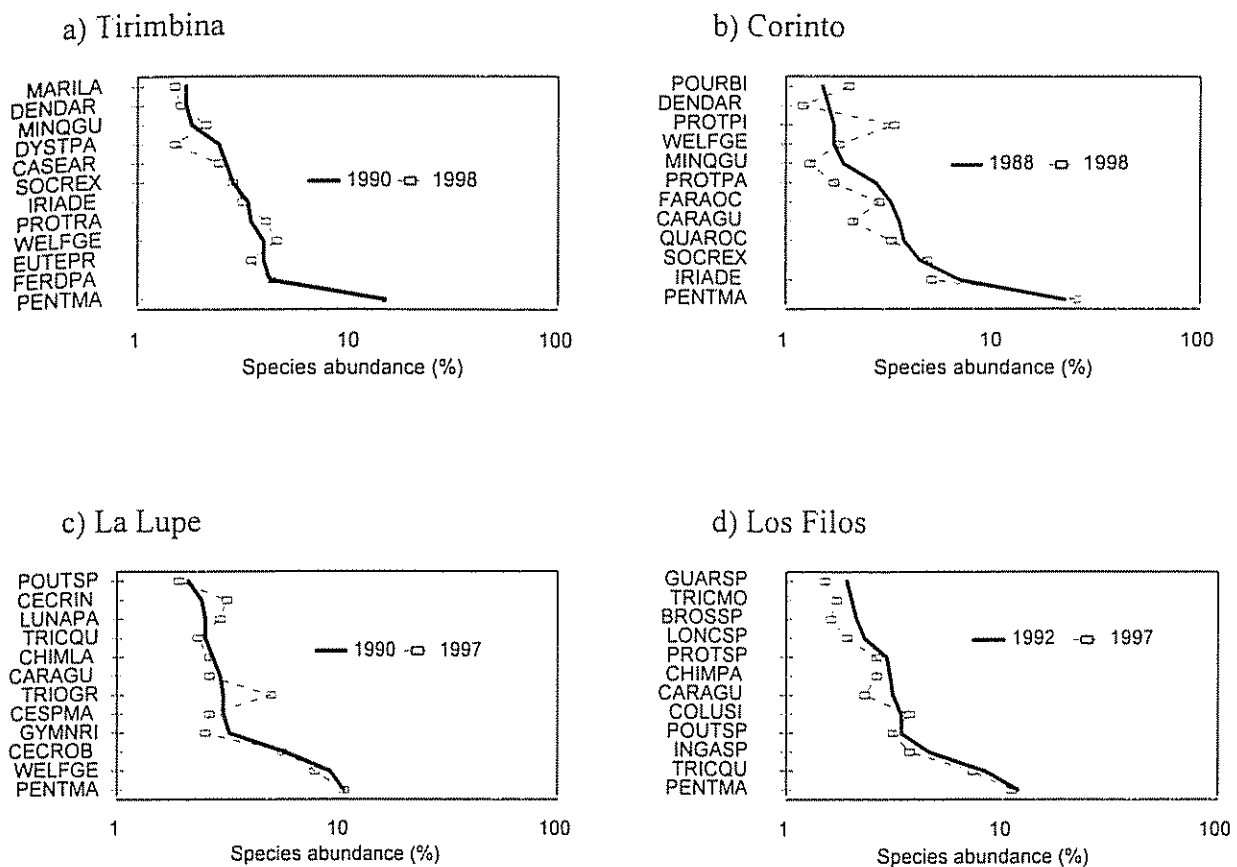 a) Tirimbina
MARILA
DENDAR
MINQGU
DYSTPA
CASEAR
SOCREX
IRIADE
PROTRA
WELFGE
EUTEPR
FERDPA
PENTMA
1990 1998
1 10 100
Species abundance (%)
b) Corinto
POURBI
DENDAR
PROTPI
WELFGE
MINQGU
PROTPA
FARAOC
CARAGU
QUAROC
SOCREX
IRIADE
PENTMA
1988 1998
1 10 100
Species abundance (%)
c) La Lupe
POUTSP
CECRIN
LUNAPA
TRICQU
CHIMLA
CARAGU
TRIOGR
CESPMA
GYMNRI
CECROB
WELFGE
PENTMA
1990 1997
1 10 100
Species abundance (%)
d) Los Filos
GUARSP
TRICMO
BROSSP
LONCSP
PROTSP
CHIMPA
CARAGU
COLUSI
POUTSP
INGASP
TRICQU
PENTMA
1992 1997
1 10 100
Species abundance (%)